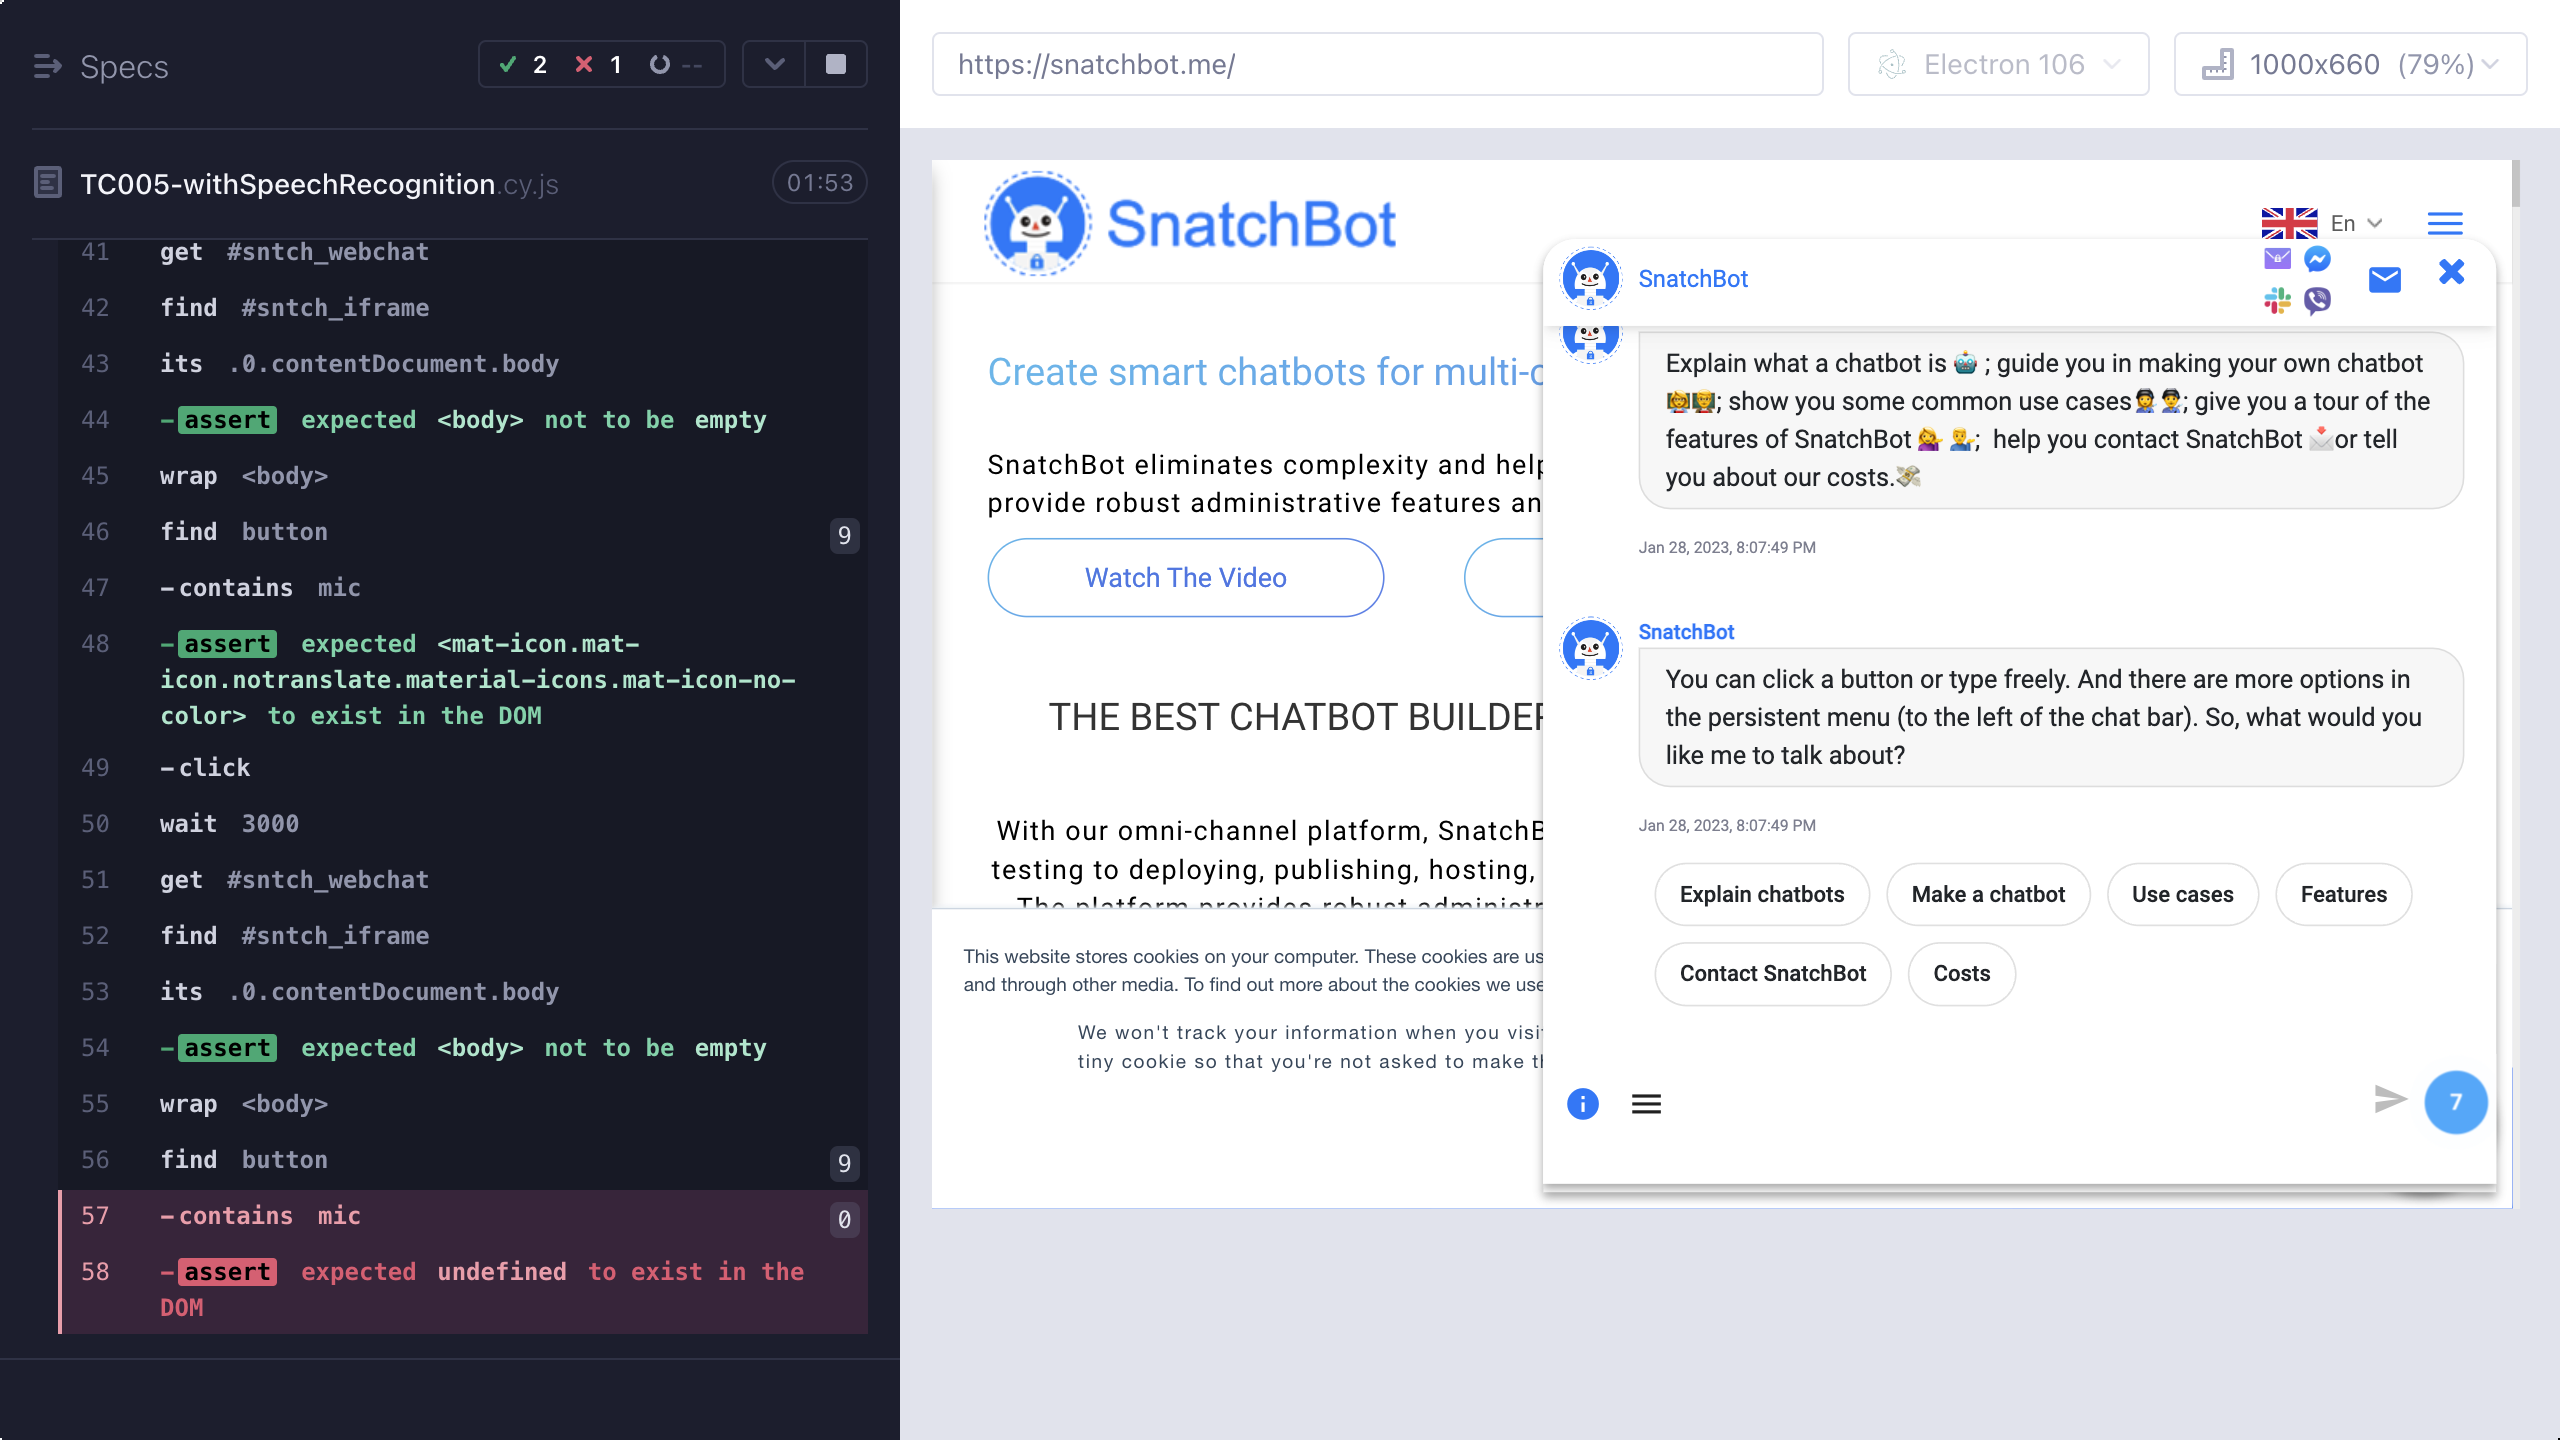 Specs
2
1
--
TC005-withSpeechRecognition.cy.js
01:53
41 get #sntch_webchat
42 find #sntch_iframe
43 its .0.contentDocument.body
44 -assert expected <body> not to be empty
45 wrap <body>
46 find button 9
47 -contains mic
48 -assert expected <mat-icon.mat-
icon.notranslate.material-icons.mat-icon-no-
color> to exist in the DOM
49 -click
50 wait 3000
51 get #sntch_webchat
52 find #sntch_iframe
53 its .0.contentDocument.body
54 -assert expected <body> not to be empty
55 wrap <body>
56 find button 9
57 -contains mic 0
58 -assert expected undefined to exist in the
DOM
https://snatchbot.me/
Electron 106
1000x660 (79%)
SnatchBot
En
Create smart chatbots for multi-c
SnatchBot eliminates complexity and help
provide robust administrative features an
Watch The Video
THE BEST CHATBOT BUILDER
With our omni-channel platform, SnatchB
testing to deploying, publishing, hosting,
The platform provides robust administr
This website stores cookies on your computer. These cookies are us
and through other media. To find out more about the cookies we use
We won't track your information when you visi
tiny cookie so that you're not asked to make th
SnatchBot
Explain what a chatbot is 🤖 ; guide you in making your own chatbot
👩‍🏫👨‍🏫; show you some common use cases👩‍✈️👨‍✈️; give you a tour of the
features of SnatchBot 💁‍♀️ 💁‍♂️; help you contact SnatchBot 📩or tell
you about our costs.💸
Jan 28, 2023, 8:07:49 PM
SnatchBot
You can click a button or type freely. And there are more options in
the persistent menu (to the left of the chat bar). So, what would you
like me to talk about?
Jan 28, 2023, 8:07:49 PM
Explain chatbots
Make a chatbot
Use cases
Features
Contact SnatchBot
Costs
i
7